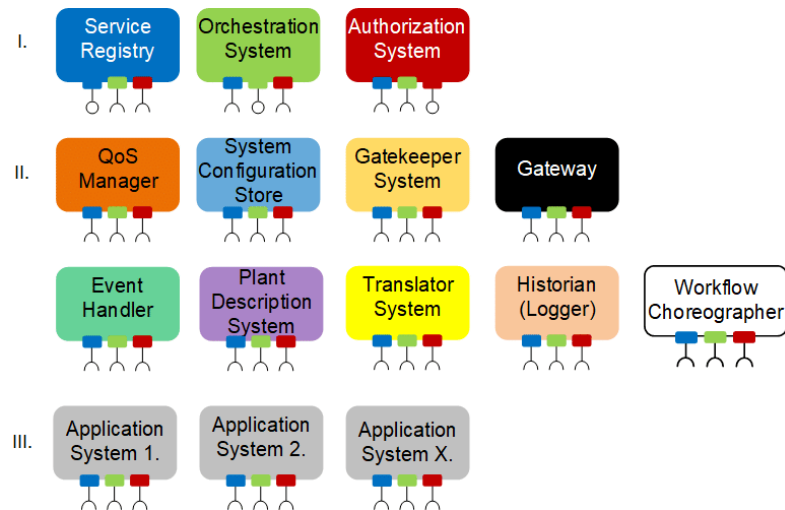 I.
Service
Registry
Orchestration
System
Authorization
System
II.
QoS
Manager
System
Configuration
Store
Gatekeeper
System
Gateway
Event
Handler
Plant
Description
System
Translator
System
Historian
(Logger)
Workflow
Choreographer
III.
Application
System 1.
Application
System 2.
Application
System X.